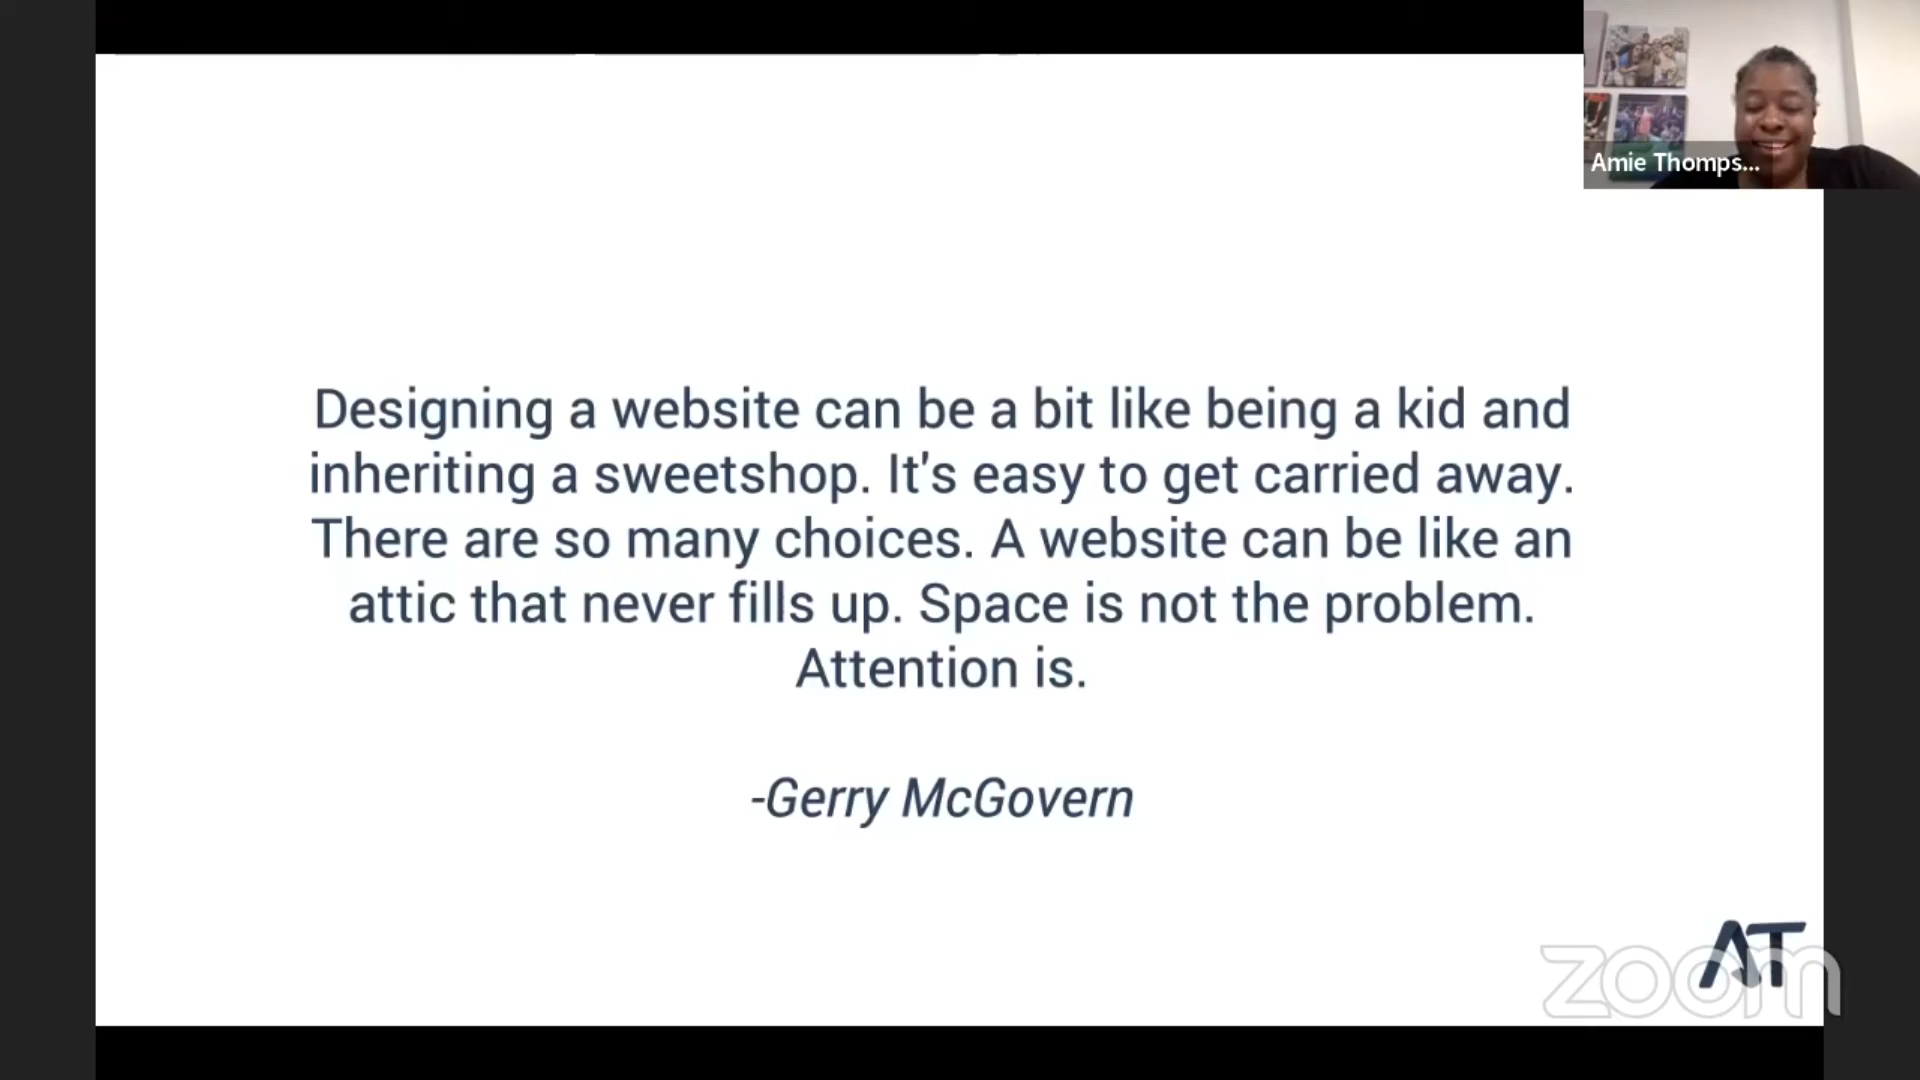 Amie Thomps...
Designing a website can be a bit like being a kid and
inheriting a sweetshop. It's easy to get carried away.
There are so many choices. A website can be like an
attic that never fills up. Space is not the problem.
Attention is.
-Gerry McGovern
AT
zoom